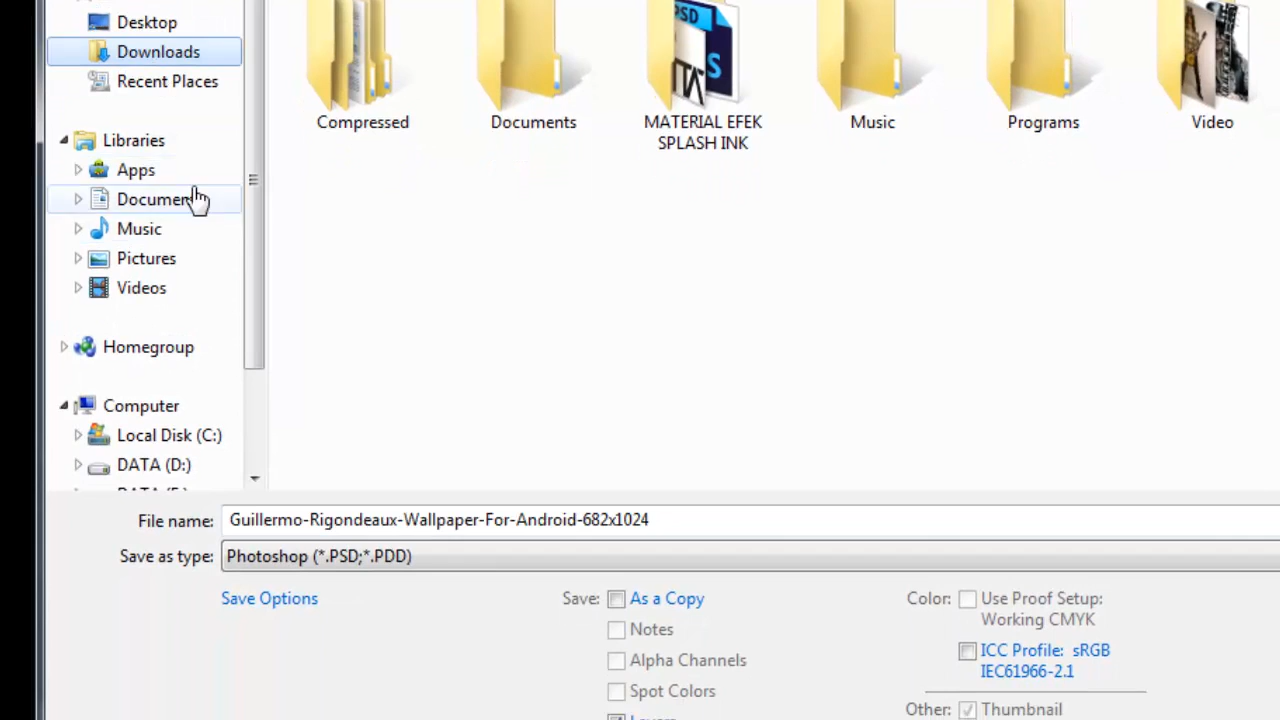 Desktop
Downloads
Recent Places
Libraries
Apps
Music
Pictures
Videos
Homegroup
Computer
Local Disk (C:)
DATA (D:)
Compressed
Documents
MATERIAL EFEK
SPLASH INK
Music
Programs
Video
PSD
File name: Guillermo-Rigondeaux-Wallpaper-For-Android-682x1024
Save as type: Photoshop (*.PSD;*.PDD)
Save Options
Save: As a Copy
Notes
Alpha Channels
Spot Colors
Color: Use Proof Setup:
Working CMYK
ICC Profile: sRGB
IEC61966-2.1
Other: Thumbnail